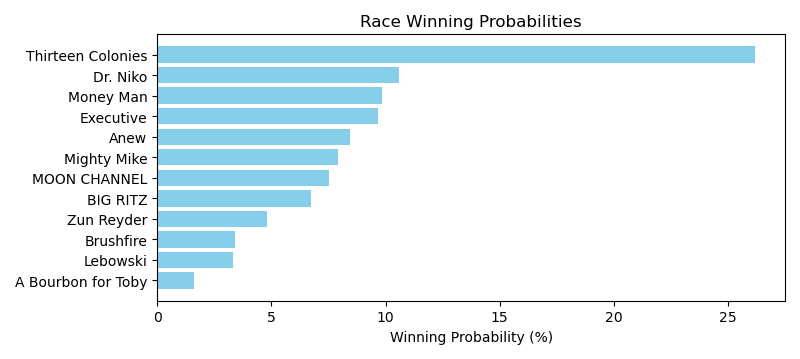 Race Winning Probabilities
Thirteen Colonies
Dr. Niko
Money Man
Executive
Anew
Mighty Mike
MOON CHANNEL
BIG RITZ
Zun Reyder
Brushfire
Lebowski
A Bourbon for Toby
0 5 10 15 20 25
Winning Probability (%)